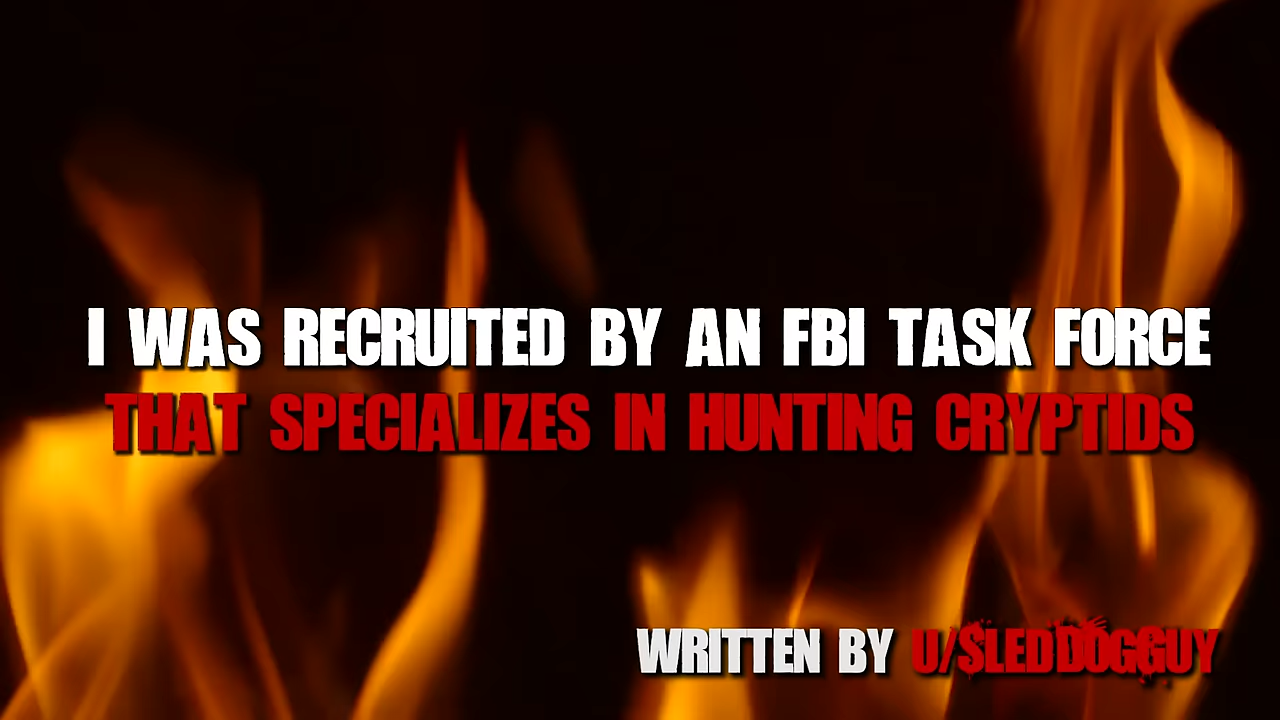 I WAS RECRUITED BY AN FBI TASK FORCE
THAT SPECIALIZES IN HUNTING CRYPTIDS
WRITTEN BY U/SLEDDOGGUY